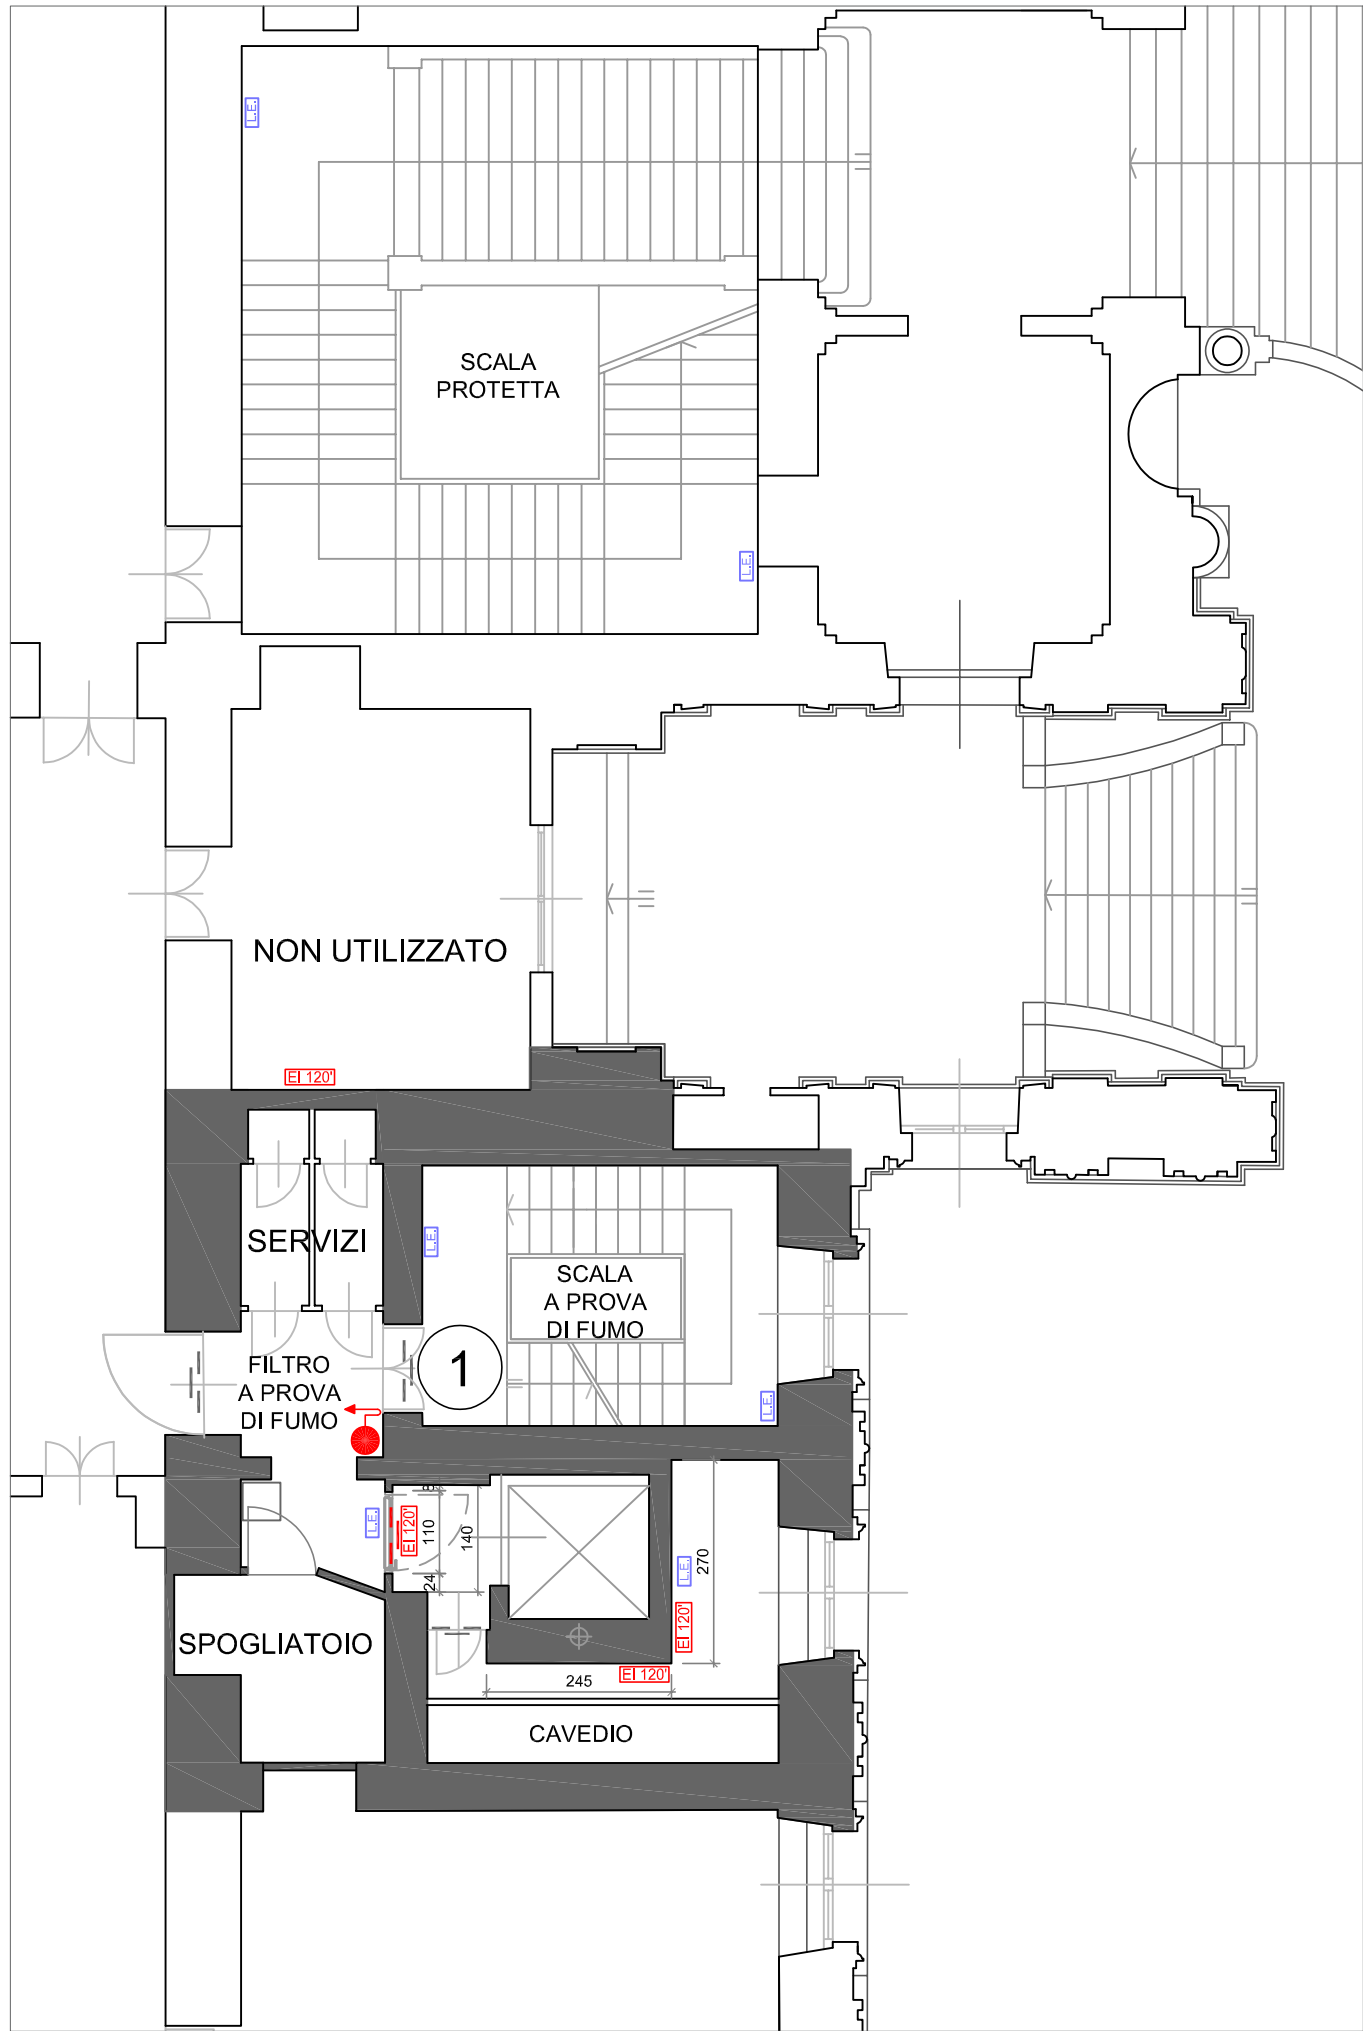 L.E.
SCALA
PROTETTA
L.E.
NON UTILIZZATO
EI 120'
SERVIZI
L.E.
SCALA
A PROVA
DI FUMO
1
FILTRO
A PROVA
DI FUMO
L.E.
L.E.
EI 120'
8
110
24
140
270
L.E.
EI 120'
SPOGLIATOIO
EI 120'
245
CAVEDIO